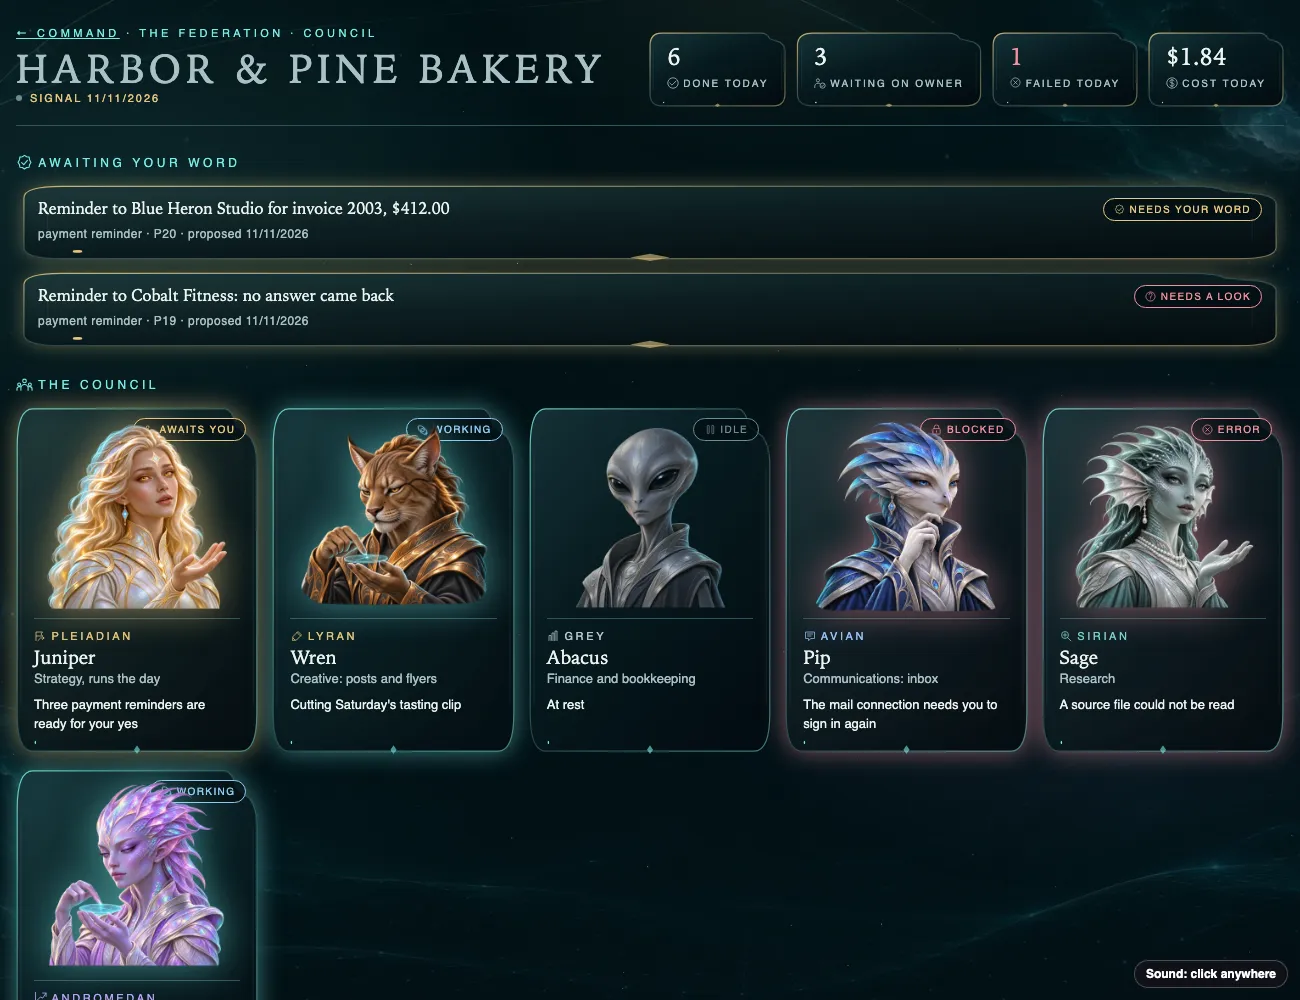 ← COMMAND · THE FEDERATION · COUNCIL
HARBOR & PINE BAKERY
SIGNAL 11/11/2026
6
DONE TODAY
3
WAITING ON OWNER
1
FAILED TODAY
$1.84
COST TODAY
AWAITING YOUR WORD
Reminder to Blue Heron Studio for invoice 2003, $412.00
NEEDS YOUR WORD
payment reminder · P20 · proposed 11/11/2026
Reminder to Cobalt Fitness: no answer came back
NEEDS A LOOK
payment reminder · P19 · proposed 11/11/2026
THE COUNCIL
AWAITS YOU
PLEIADIAN
Juniper
Strategy, runs the day
Three payment reminders are
ready for your yes
WORKING
LYRAN
Wren
Creative: posts and flyers
Cutting Saturday's tasting clip
IDLE
GREY
Abacus
Finance and bookkeeping
At rest
BLOCKED
AVIAN
Pip
Communications: inbox
The mail connection needs you to
sign in again
ERROR
SIRIAN
Sage
Research
A source file could not be read
WORKING
ANDROMEDAN
Sound: click anywhere